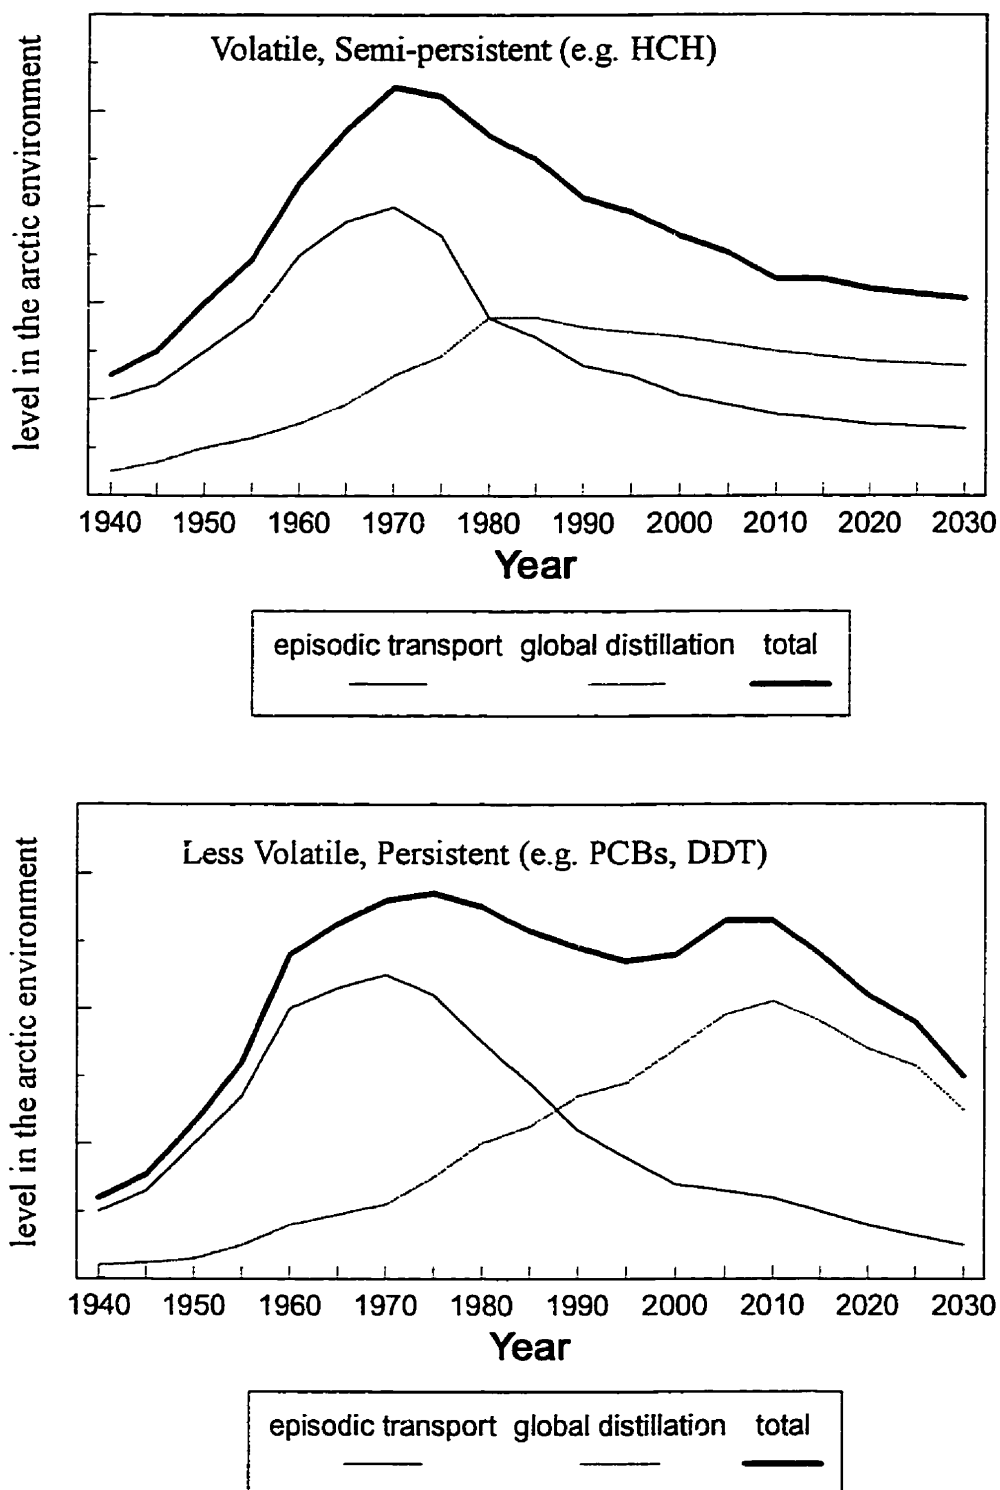 Volatile, Semi-persistent (e.g. HCH)
level in the arctic environment
1940 1950 1960 1970 1980 1990 2000 2010 2020 2030
Year
episodic transport global distillation total
Less Volatile, Persistent (e.g. PCBs, DDT)
level in the arctic environment
1940 1950 1960 1970 1980 1990 2000 2010 2020 2030
Year
episodic transport global distillation total